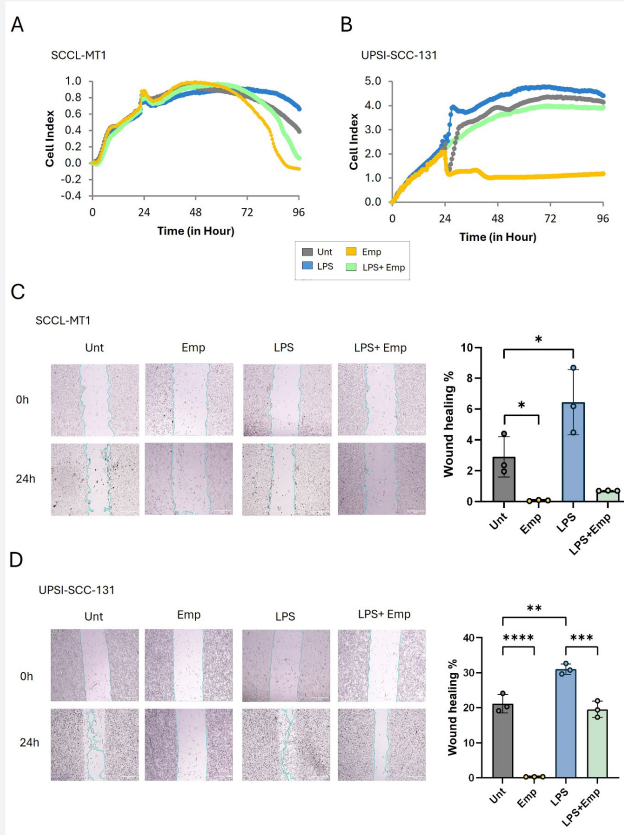 A
SCCL-MT1
Cell Index
1.0
0.8
0.6
0.4
0.2
0.0
-0.2
-0.4
0 24 48 72 96
Time (in Hour)
B
UPSI-SCC-131
Cell Index
5.0
4.0
3.0
2.0
1.0
0.0
0 24 48 72 96
Time (in Hour)
Unt Emp
LPS LPS+ Emp
C
SCCL-MT1
Unt Emp LPS LPS+ Emp
0h
24h
Wound healing %
10
8
6
4
2
0
*
*
Unt Emp LPS LPS+Emp
D
UPSI-SCC-131
Unt Emp LPS LPS+ Emp
0h
24h
Wound healing %
40
30
20
10
0
**
**** ***
Unt Emp LPS LPS+Emp